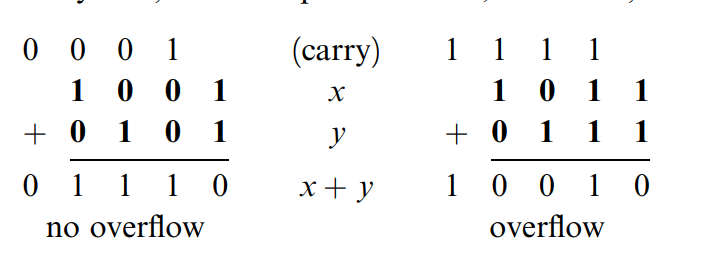 0 0 0 1 (carry) 1 1 1 1
1 0 0 1 x 1 0 1 1
+ 0 1 0 1 y + 0 1 1 1
0 1 1 1 0 x + y 1 0 0 1 0
no overflow overflow